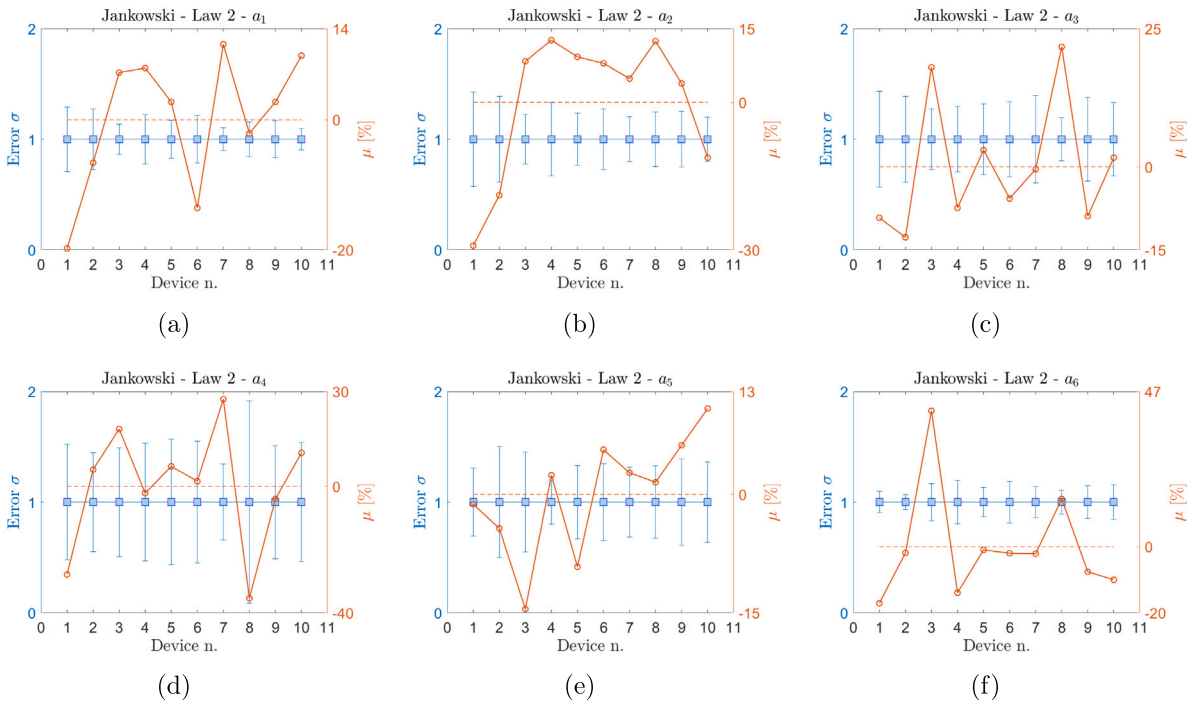 Jankowski - Law 2 - a₁
2
14
1
0
0
-20
Error σ
μ [%]
0 1 2 3 4 5 6 7 8 9 10 11
Device n.
(a)
Jankowski - Law 2 - a₂
2
15
1
0
0
-30
Error σ
μ [%]
0 1 2 3 4 5 6 7 8 9 10 11
Device n.
(b)
Jankowski - Law 2 - a₃
2
25
1
0
0
-15
Error σ
μ [%]
0 1 2 3 4 5 6 7 8 9 10 11
Device n.
(c)
Jankowski - Law 2 - a₄
2
30
1
0
0
-40
Error σ
μ [%]
0 1 2 3 4 5 6 7 8 9 10 11
Device n.
(d)
Jankowski - Law 2 - a₅
2
13
1
0
0
-15
Error σ
μ [%]
0 1 2 3 4 5 6 7 8 9 10 11
Device n.
(e)
Jankowski - Law 2 - a₆
2
47
1
0
0
-20
Error σ
μ [%]
0 1 2 3 4 5 6 7 8 9 10 11
Device n.
(f)